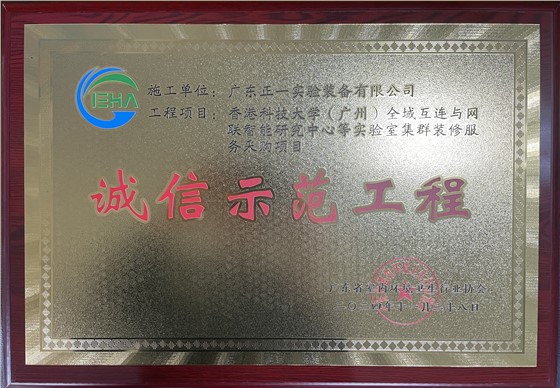 IEHA
施工单位：广东正一实验装备有限公司
工程项目：香港科技大学（广州）全域互连与网
联智能研究中心等实验室集群装修服
务采购项目
诚信示范工程
广东省室内环境卫生行业协会
二〇二四年十一月二十八日